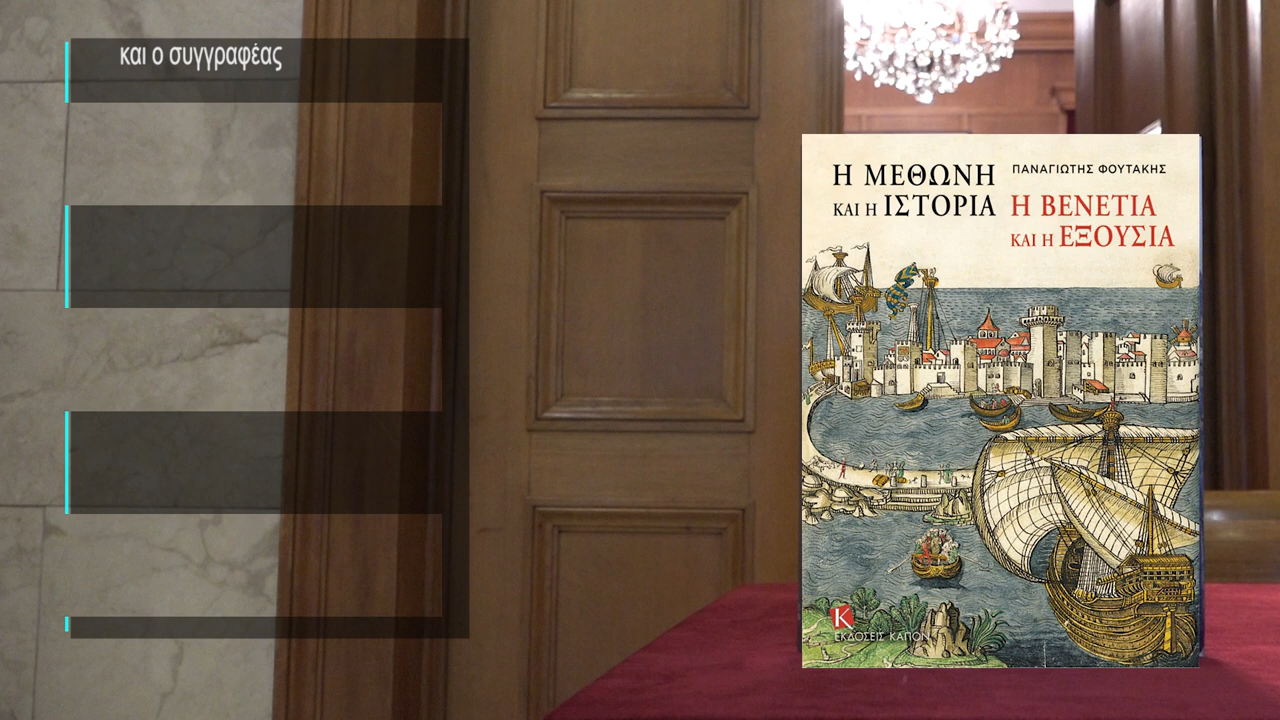 και ο συγγραφέας
Η ΜΕΘΩΝΗ
ΚΑΙ Η ΙΣΤΟΡΙΑ
ΠΑΝΑΓΙΩΤΗΣ ΦΟΥΤΑΚΗΣ
Η ΒΕΝΕΤΙΑ
ΚΑΙ Η ΕΞΟΥΣΙΑ
K
ΕΚΔΟΣΕΙΣ ΚΑΠΟΝ